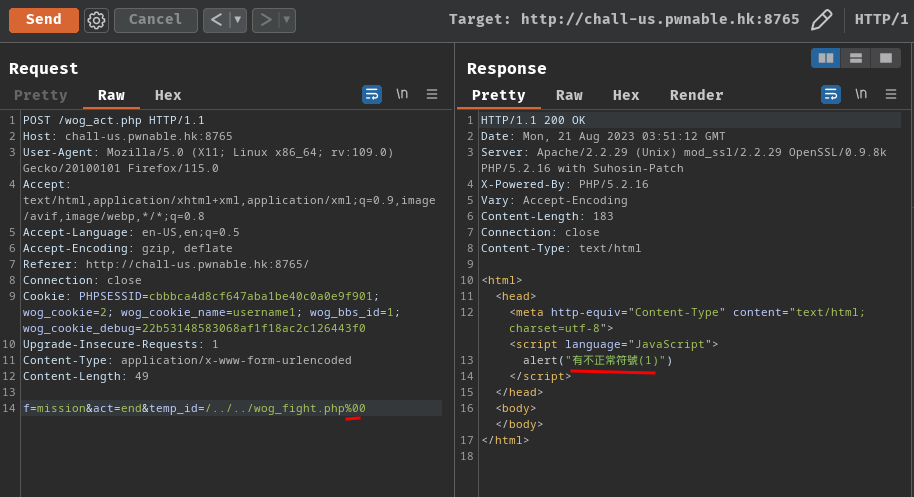 Send Cancel < > Target: http://chall-us.pwnable.hk:8765 HTTP/1
Request
Pretty Raw Hex \n
1 POST /wog_act.php HTTP/1.1
2 Host: chall-us.pwnable.hk:8765
3 User-Agent: Mozilla/5.0 (X11; Linux x86_64; rv:109.0)
Gecko/20100101 Firefox/115.0
4 Accept:
text/html,application/xhtml+xml,application/xml;q=0.9,image
/avif,image/webp,*/*;q=0.8
5 Accept-Language: en-US,en;q=0.5
6 Accept-Encoding: gzip, deflate
7 Referer: http://chall-us.pwnable.hk:8765/
8 Connection: close
9 Cookie: PHPSESSID=cbbbca4d8cf647aba1be40c0a0e9f901;
wog_cookie=2; wog_cookie_name=username1; wog_bbs_id=1;
wog_cookie_debug=22b53148583068af1f18ac2c126443f0
10 Upgrade-Insecure-Requests: 1
11 Content-Type: application/x-www-form-urlencoded
12 Content-Length: 49
13
14 f=mission&act=end&temp_id=/../../wog_fight.php%00
Response
Pretty Raw Hex Render \n
1 HTTP/1.1 200 OK
2 Date: Mon, 21 Aug 2023 03:51:12 GMT
3 Server: Apache/2.2.29 (Unix) mod_ssl/2.2.29 OpenSSL/0.9.8k
PHP/5.2.16 with Suhosin-Patch
4 X-Powered-By: PHP/5.2.16
5 Vary: Accept-Encoding
6 Content-Length: 183
7 Connection: close
8 Content-Type: text/html
9
10 <html>
11 <head>
12 <meta http-equiv="Content-Type" content="text/html;
charset=utf-8">
<script language="JavaScript">
13 alert("有不正常符號(1)")
14 </script>
15 </head>
16 <body>
</body>
17 </html>
18